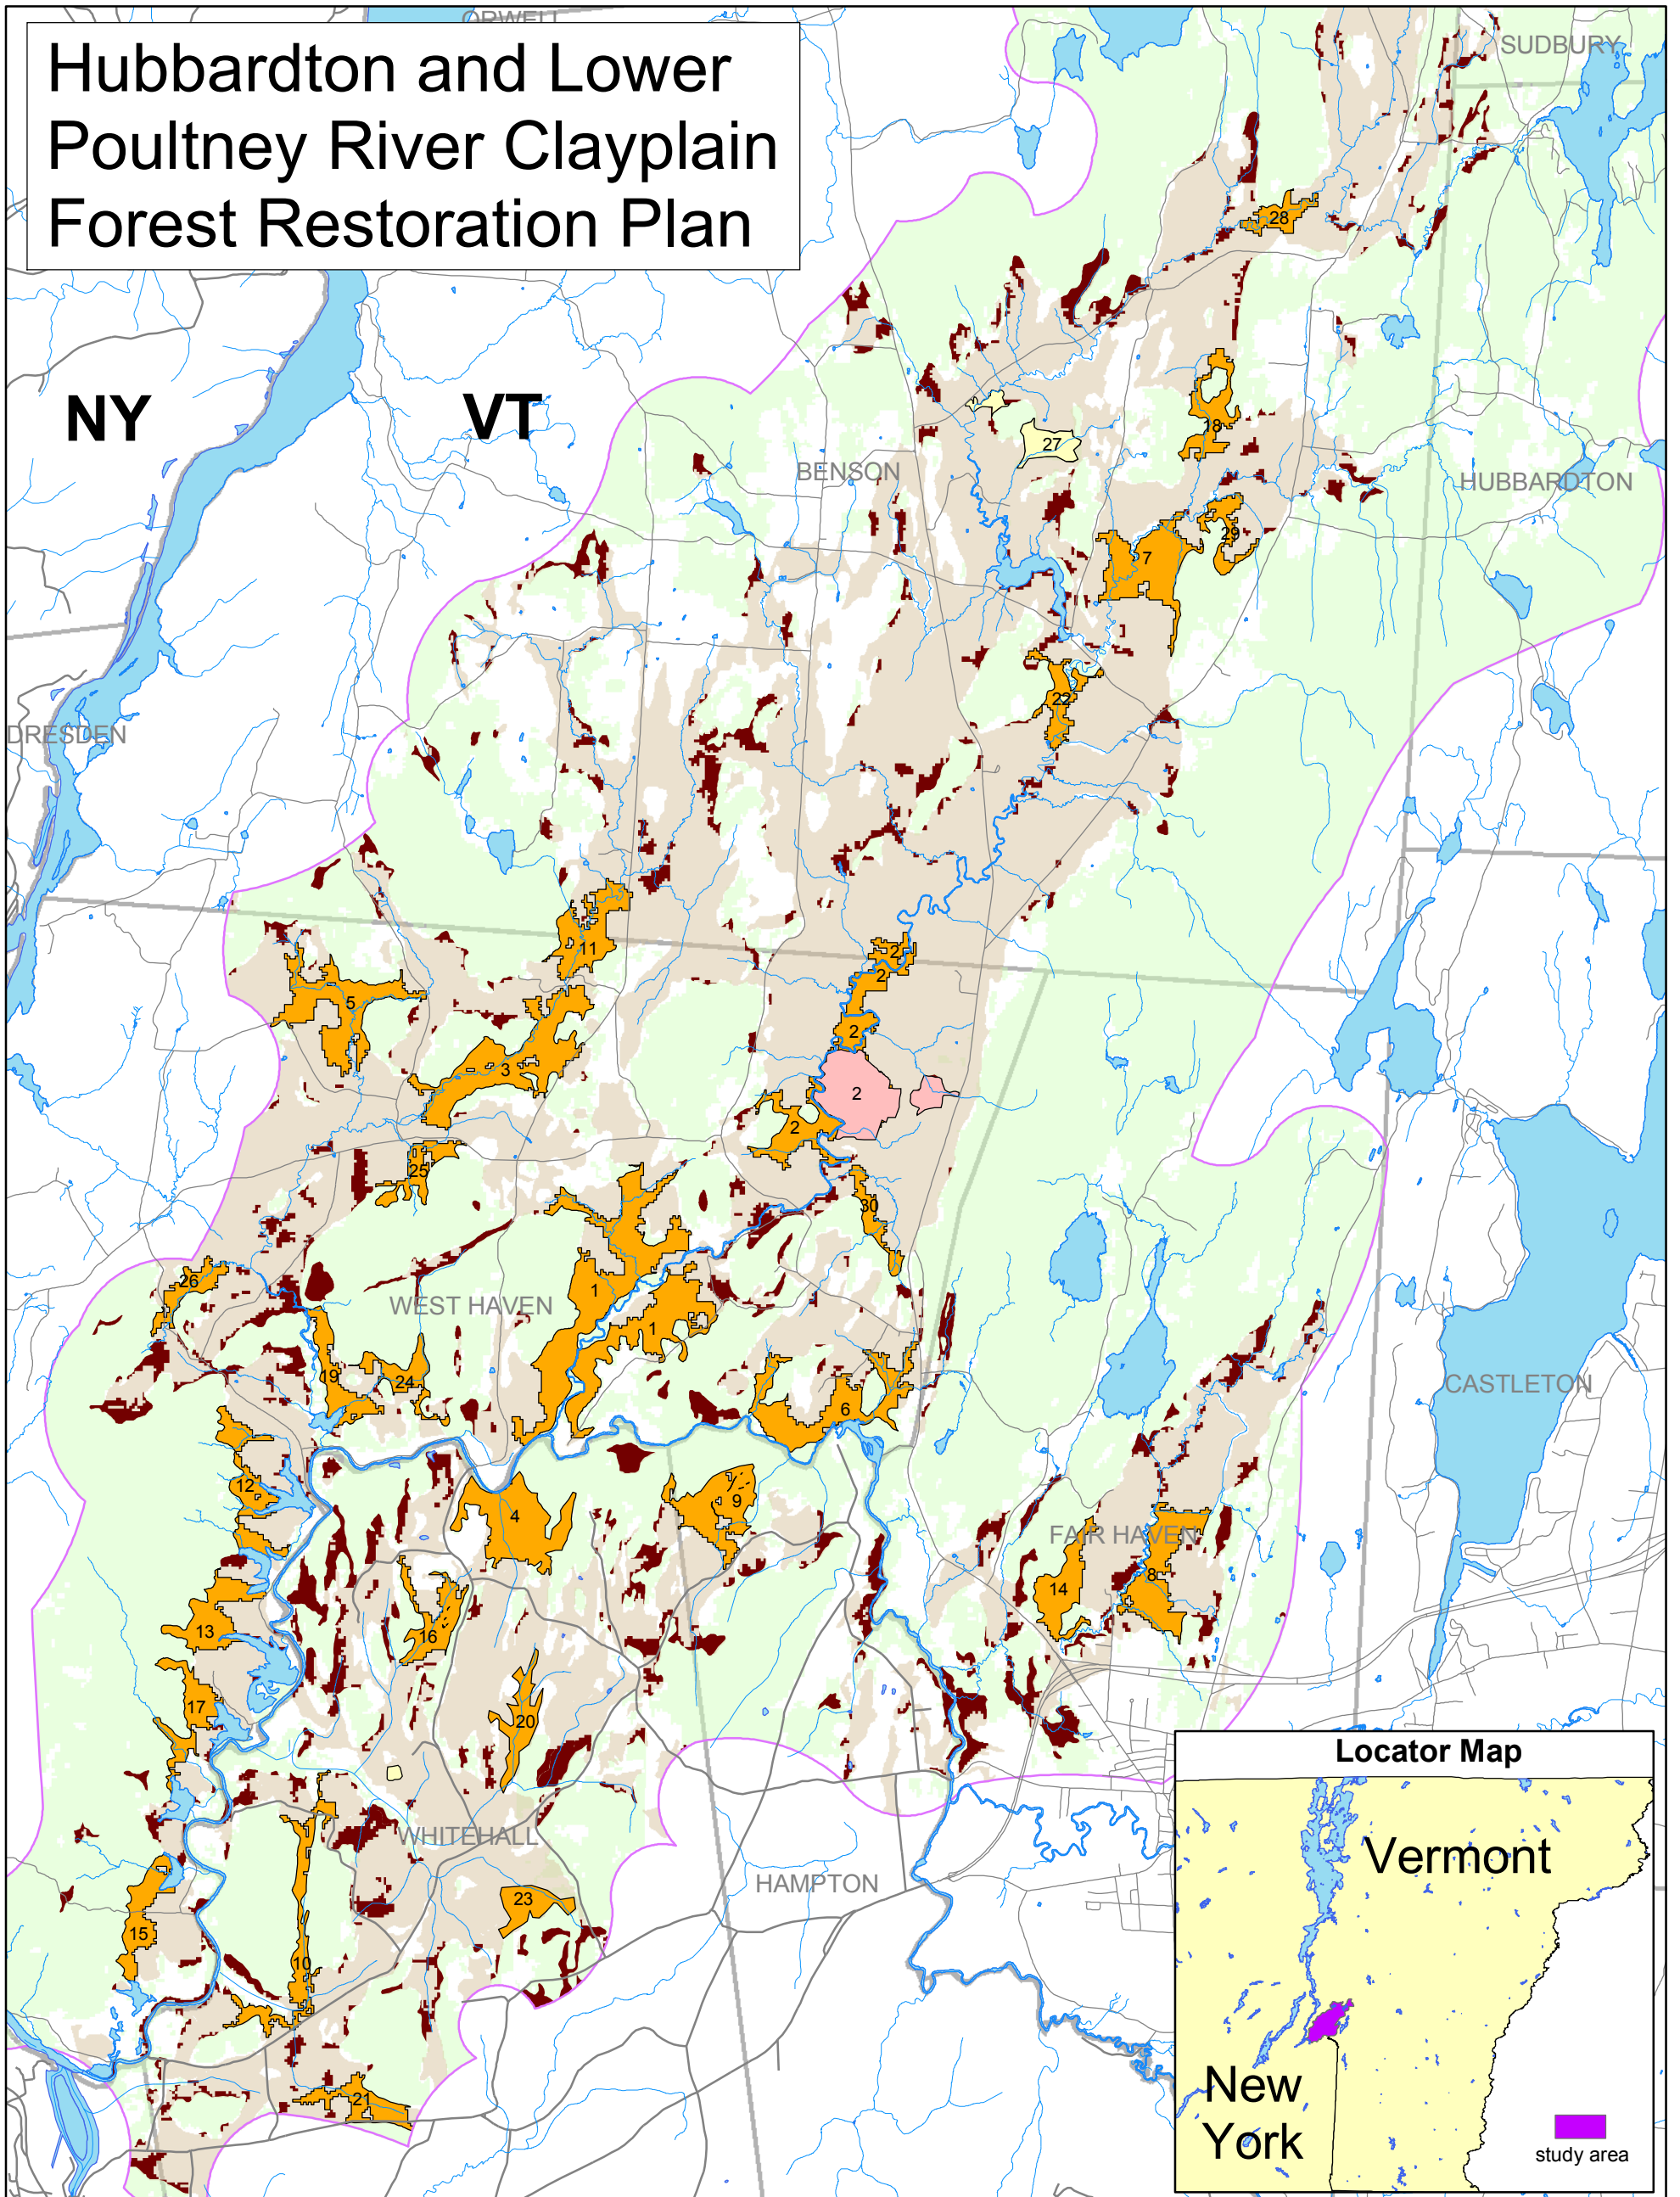 ORWELL
Hubbardton and Lower
Poultney River Clayplain
Forest Restoration Plan
SUDBURY
28
NY
VT
18
27
BENSON
HUBBARDTON
29
7
22
DRESDEN
11
2
2
5
2
3
2
2
25
30
26
1
WEST HAVEN
1
19
24
CASTLETON
6
12
9
4
FAIR HAVEN
8
14
13
16
17
20
Locator Map
WHITEHALL
Vermont
HAMPTON
23
15
10
New
York
21
study area